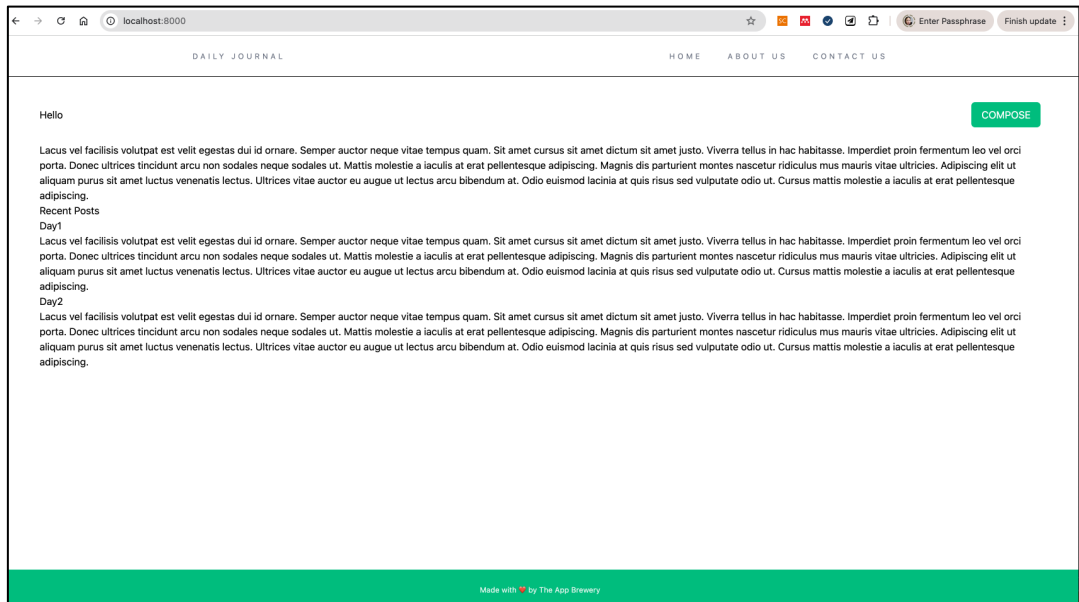 localhost:8000
Enter Passphrase
Finish update
DAILY JOURNAL
HOME ABOUT US CONTACT US
Hello
COMPOSE
Lacus vel facilisis volutpat est velit egestas dui id ornare. Semper auctor neque vitae tempus quam. Sit amet cursus sit amet dictum sit amet justo. Viverra tellus in hac habitasse. Imperdiet proin fermentum leo vel orci
porta. Donec ultrices tincidunt arcu non sodales neque sodales ut. Mattis molestie a iaculis at erat pellentesque adipiscing. Magnis dis parturient montes nascetur ridiculus mus mauris vitae ultricies. Adipiscing elit ut
aliquam purus sit amet luctus venenatis lectus. Ultrices vitae auctor eu augue ut lectus arcu bibendum at. Odio euismod lacinia at quis risus sed vulputate odio ut. Cursus mattis molestie a iaculis at erat pellentesque
adipiscing.
Recent Posts
Day1
Lacus vel facilisis volutpat est velit egestas dui id ornare. Semper auctor neque vitae tempus quam. Sit amet cursus sit amet dictum sit amet justo. Viverra tellus in hac habitasse. Imperdiet proin fermentum leo vel orci
porta. Donec ultrices tincidunt arcu non sodales neque sodales ut. Mattis molestie a iaculis at erat pellentesque adipiscing. Magnis dis parturient montes nascetur ridiculus mus mauris vitae ultricies. Adipiscing elit ut
aliquam purus sit amet luctus venenatis lectus. Ultrices vitae auctor eu augue ut lectus arcu bibendum at. Odio euismod lacinia at quis risus sed vulputate odio ut. Cursus mattis molestie a iaculis at erat pellentesque
adipiscing.
Day2
Lacus vel facilisis volutpat est velit egestas dui id ornare. Semper auctor neque vitae tempus quam. Sit amet cursus sit amet dictum sit amet justo. Viverra tellus in hac habitasse. Imperdiet proin fermentum leo vel orci
porta. Donec ultrices tincidunt arcu non sodales neque sodales ut. Mattis molestie a iaculis at erat pellentesque adipiscing. Magnis dis parturient montes nascetur ridiculus mus mauris vitae ultricies. Adipiscing elit ut
aliquam purus sit amet luctus venenatis lectus. Ultrices vitae auctor eu augue ut lectus arcu bibendum at. Odio euismod lacinia at quis risus sed vulputate odio ut. Cursus mattis molestie a iaculis at erat pellentesque
adipiscing.
Made with ❤️ by The App Brewery